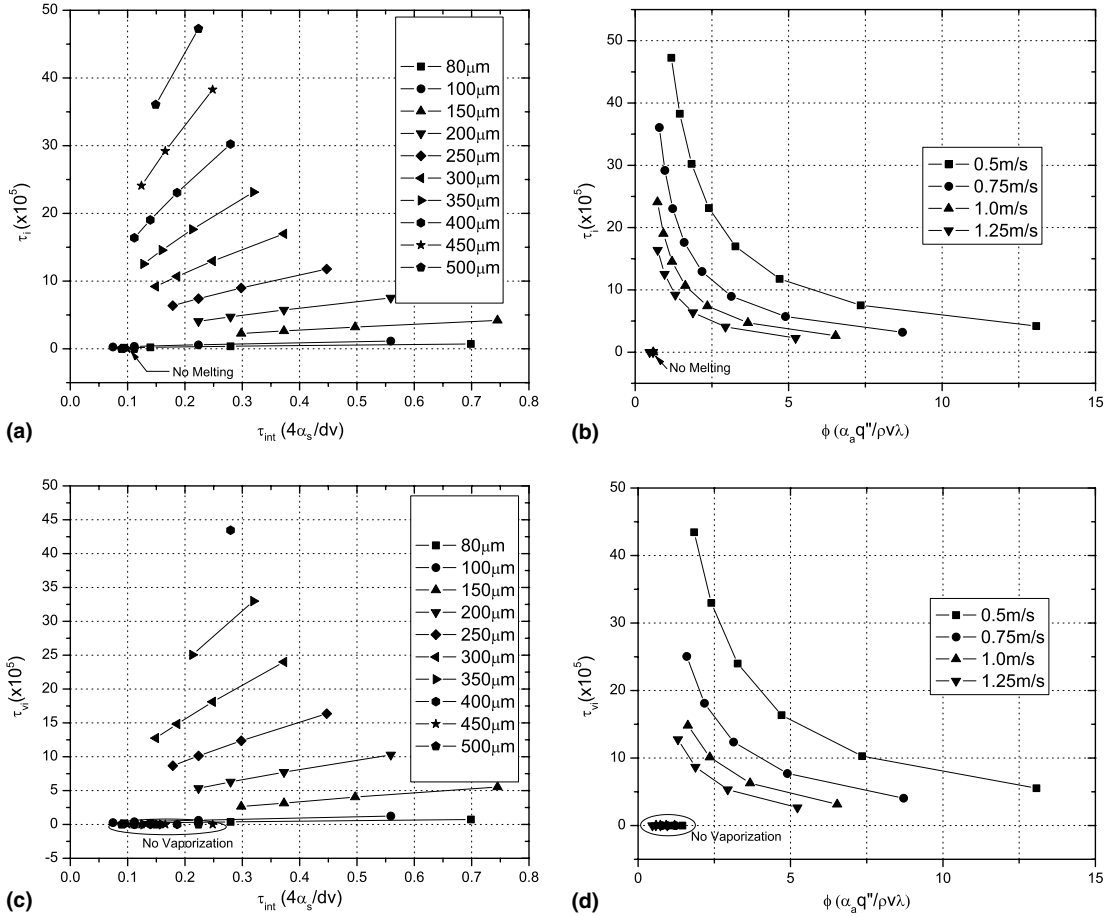 50
40
30
20
10
0
τi (x10⁵)
0.0 0.1 0.2 0.3 0.4 0.5 0.6 0.7 0.8
τint (4αs/dv)
80μm
100μm
150μm
200μm
250μm
300μm
350μm
400μm
450μm
500μm
No Melting
(a)
50
40
30
20
10
0
τi (x10⁵)
0 5 10 15
ϕ (αaq"/ρvλ)
0.5m/s
0.75m/s
1.0m/s
1.25m/s
No Melting
(b)
50
45
40
35
30
25
20
15
10
5
0
-5
τvi (x10⁵)
0.0 0.1 0.2 0.3 0.4 0.5 0.6 0.7 0.8
τint (4αs/dv)
80μm
100μm
150μm
200μm
250μm
300μm
350μm
400μm
450μm
500μm
No Vaporization
(c)
50
40
30
20
10
0
τvi (x10⁵)
0 5 10 15
ϕ (αaq"/ρvλ)
0.5m/s
0.75m/s
1.0m/s
1.25m/s
No Vaporization
(d)